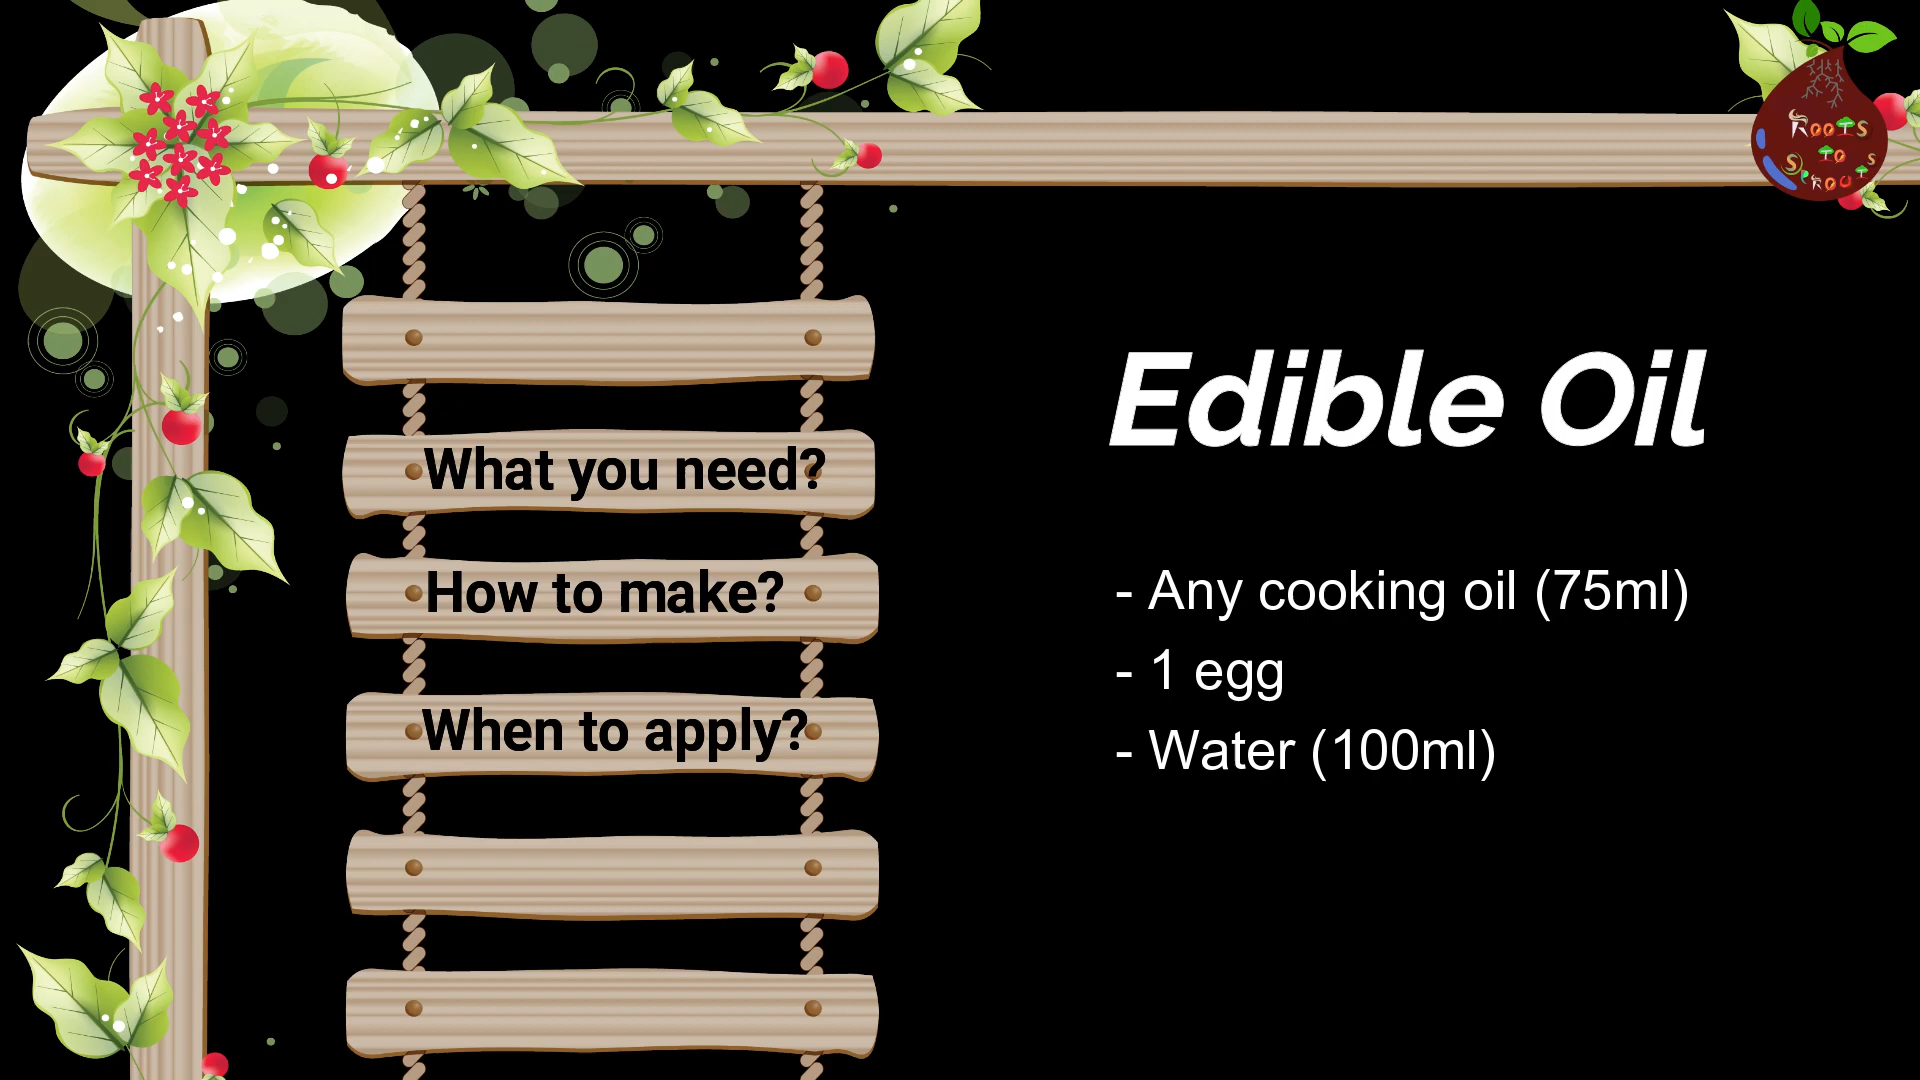 Roots
To
Sprouts
Edible Oil
What you need?
How to make?
When to apply?
- Any cooking oil (75ml)
- 1 egg
- Water (100ml)